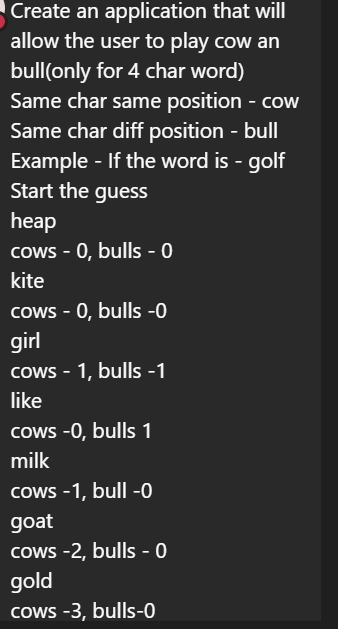 Create an application that will
allow the user to play cow an
bull(only for 4 char word)
Same char same position - cow
Same char diff position - bull
Example - If the word is - golf
Start the guess
heap
cows - 0, bulls - 0
kite
cows - 0, bulls -0
girl
cows - 1, bulls -1
like
cows -0, bulls 1
milk
cows -1, bull -0
goat
cows -2, bulls - 0
gold
cows -3, bulls-0